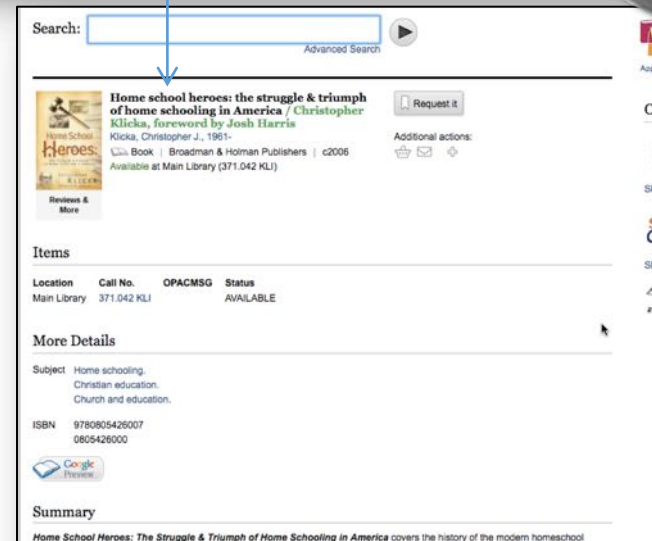 Search:
Advanced Search
Home school heroes: the struggle & triumph
of home schooling in America / Christopher
Klicka, foreword by Josh Harris
Klicka, Christopher J., 1961-
Book | Broadman & Holman Publishers | c2006
Available at Main Library (371.042 KLI)
Home School
Heroes:
KLICKA
Reviews &
More
Request it
Additional actions:
Items
Location Call No. OPACMSG Status
Main Library 371.042 KLI AVAILABLE
More Details
Subject Home schooling.
Christian education.
Church and education.
ISBN 9780805426007
0805426000
Google
Preview
Summary
Home School Heroes: The Struggle & Triumph of Home Schooling in America covers the history of the modern homeschool